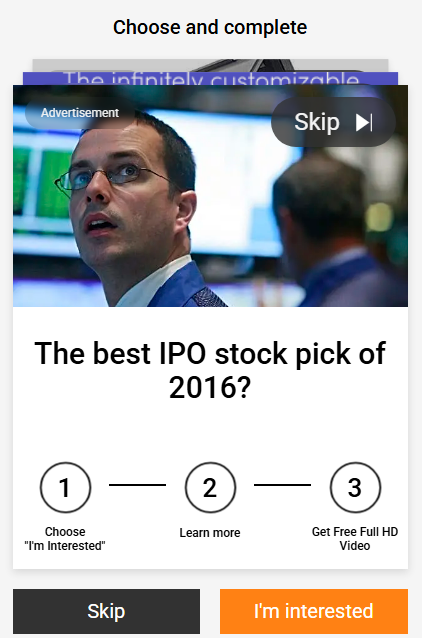 Choose and complete
The infinitely customizable
Advertisement
Skip
The best IPO stock pick of
2016?
1
2
3
Choose
"I'm Interested"
Learn more
Get Free Full HD
Video
Skip
I'm interested